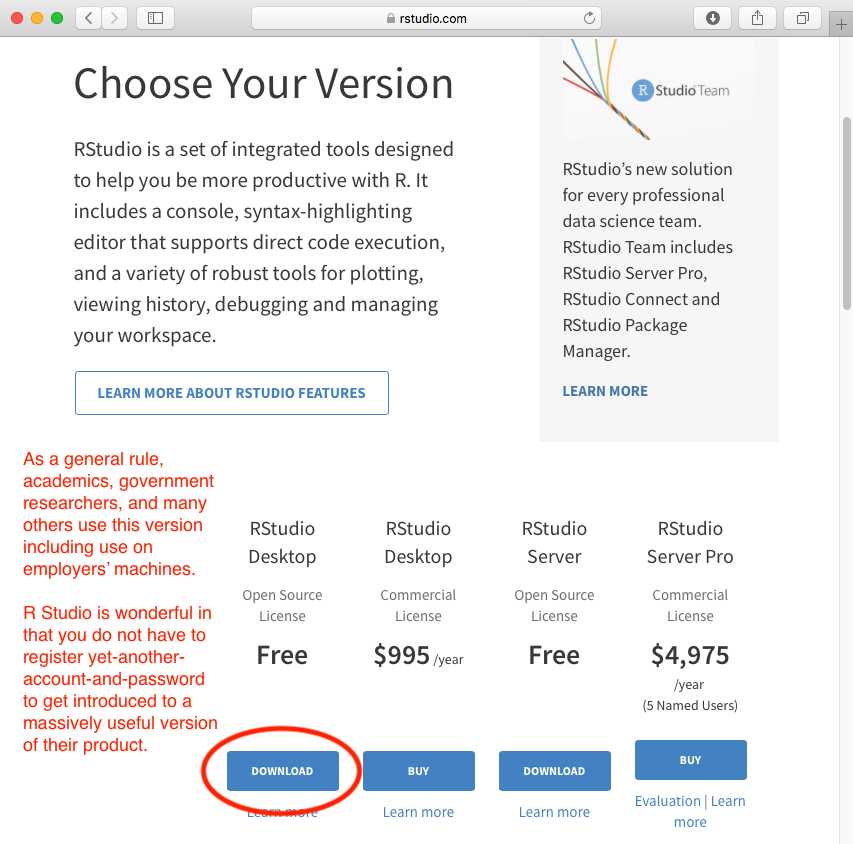 rstudio.com
Choose Your Version
RStudio is a set of integrated tools designed
to help you be more productive with R. It
includes a console, syntax-highlighting
editor that supports direct code execution,
and a variety of robust tools for plotting,
viewing history, debugging and managing
your workspace.
LEARN MORE ABOUT RSTUDIO FEATURES
R Studio Team
RStudio’s new solution
for every professional
data science team.
RStudio Team includes
RStudio Server Pro,
RStudio Connect and
RStudio Package
Manager.
LEARN MORE
As a general rule,
academics, government
researchers, and many
others use this version
including use on
employers’ machines.
R Studio is wonderful in
that you do not have to
register yet-another-
account-and-password
to get introduced to a
massively useful version
of their product.
RStudio
Desktop
Open Source
License
Free
DOWNLOAD
Learn more
RStudio
Desktop
Commercial
License
$995 /year
BUY
Learn more
RStudio
Server
Open Source
License
Free
DOWNLOAD
Learn more
RStudio
Server Pro
Commercial
License
$4,975
/year
(5 Named Users)
BUY
Evaluation | Learn
more